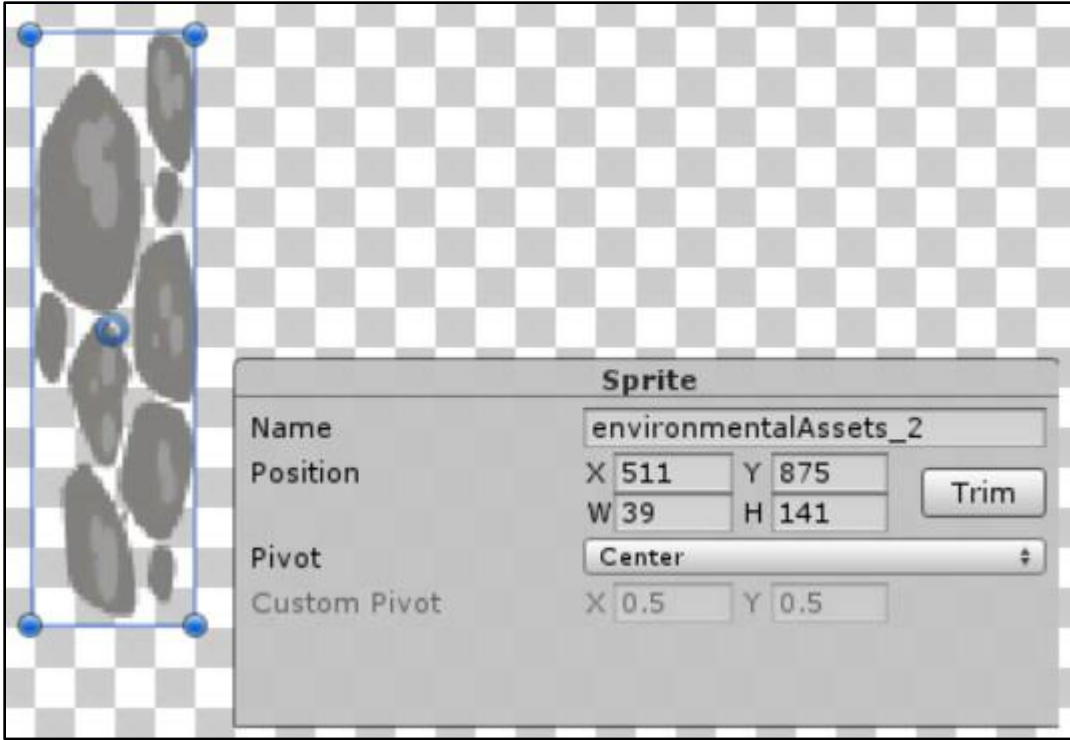 Sprite
Name environmentalAssets_2
Position X 511 Y 875 Trim
W 39 H 141
Pivot Center
Custom Pivot X 0.5 Y 0.5